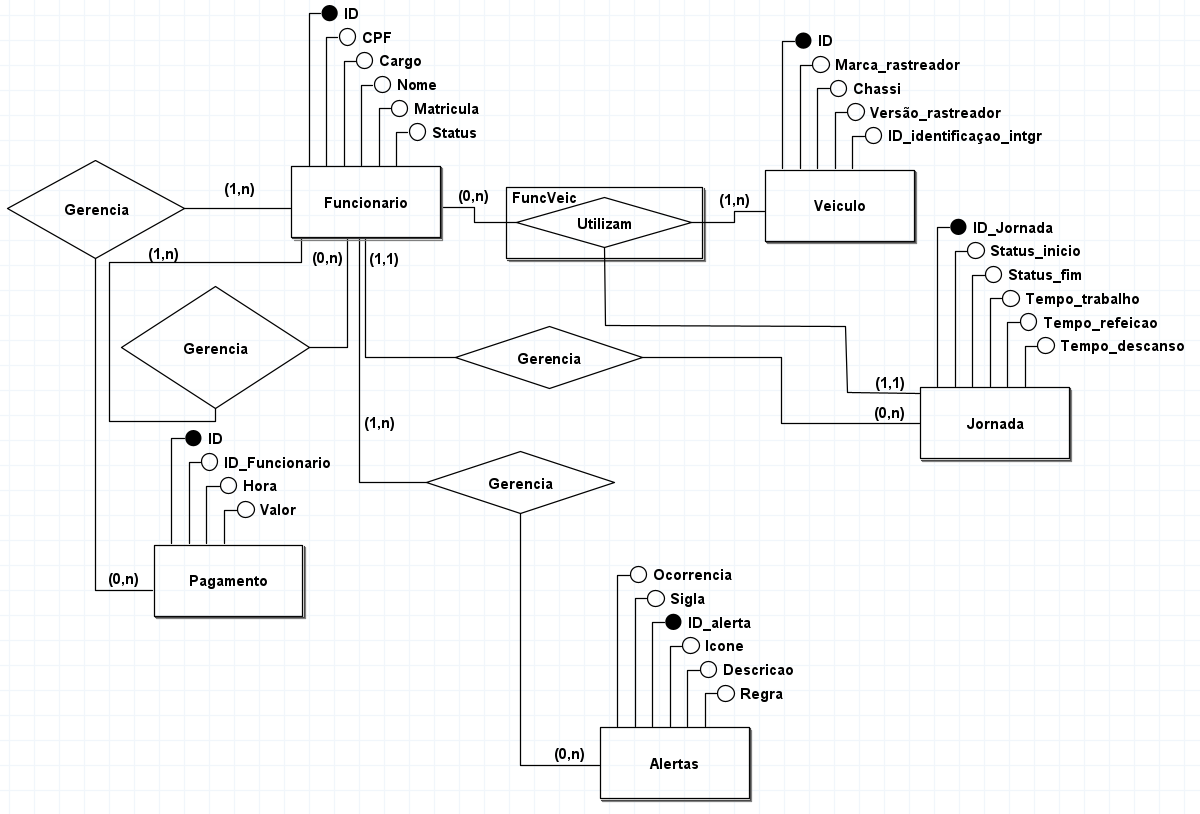 ID
CPF
Cargo
Nome
Matricula
Status
ID
Marca_rastreador
Chassi
Versão_rastreador
ID_identificaçao_intgr
Gerencia
(1,n)
Funcionario
(0,n)
FuncVeic
Utilizam
(1,n)
Veiculo
ID_Jornada
Status_inicio
Status_fim
Tempo_trabalho
Tempo_refeicao
Tempo_descanso
(1,n)
(0,n)
(1,1)
Gerencia
Gerencia
(1,1)
(0,n)
Jornada
(1,n)
Gerencia
ID
ID_Funcionario
Hora
Valor
(0,n)
Pagamento
Ocorrencia
Sigla
ID_alerta
Icone
Descricao
Regra
(0,n)
Alertas